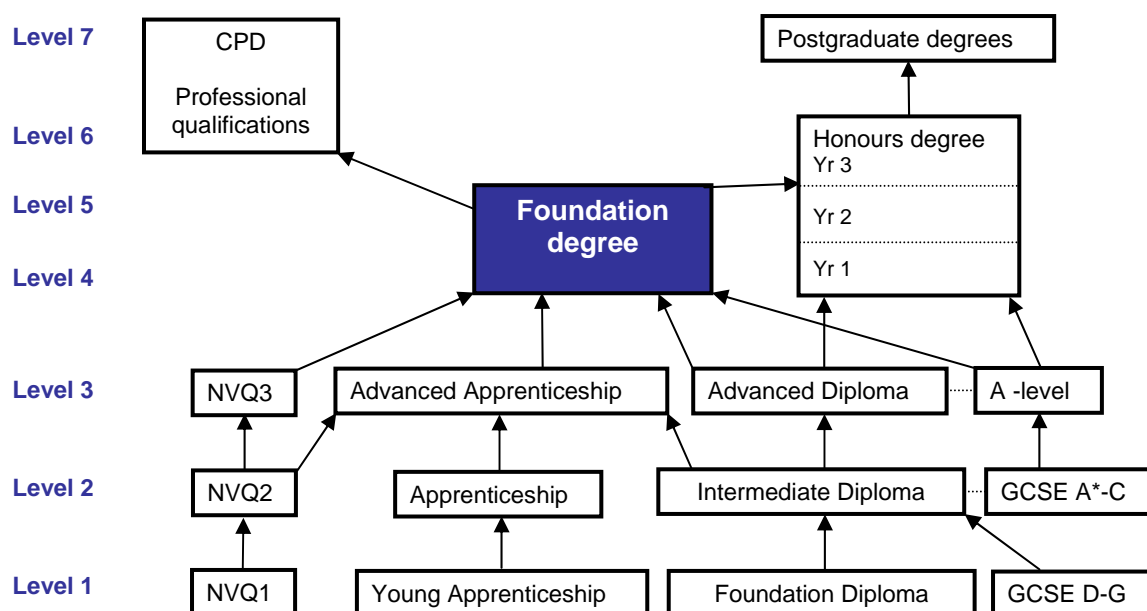 Level 7
CPD
Professional
qualifications
Postgraduate degrees
Level 6
Honours degree
Yr 3
Level 5
Foundation
degree
Yr 2
Level 4
Yr 1
Level 3
NVQ3
Advanced Apprenticeship
Advanced Diploma
A -level
Level 2
NVQ2
Apprenticeship
Intermediate Diploma
GCSE A*-C
Level 1
NVQ1
Young Apprenticeship
Foundation Diploma
GCSE D-G